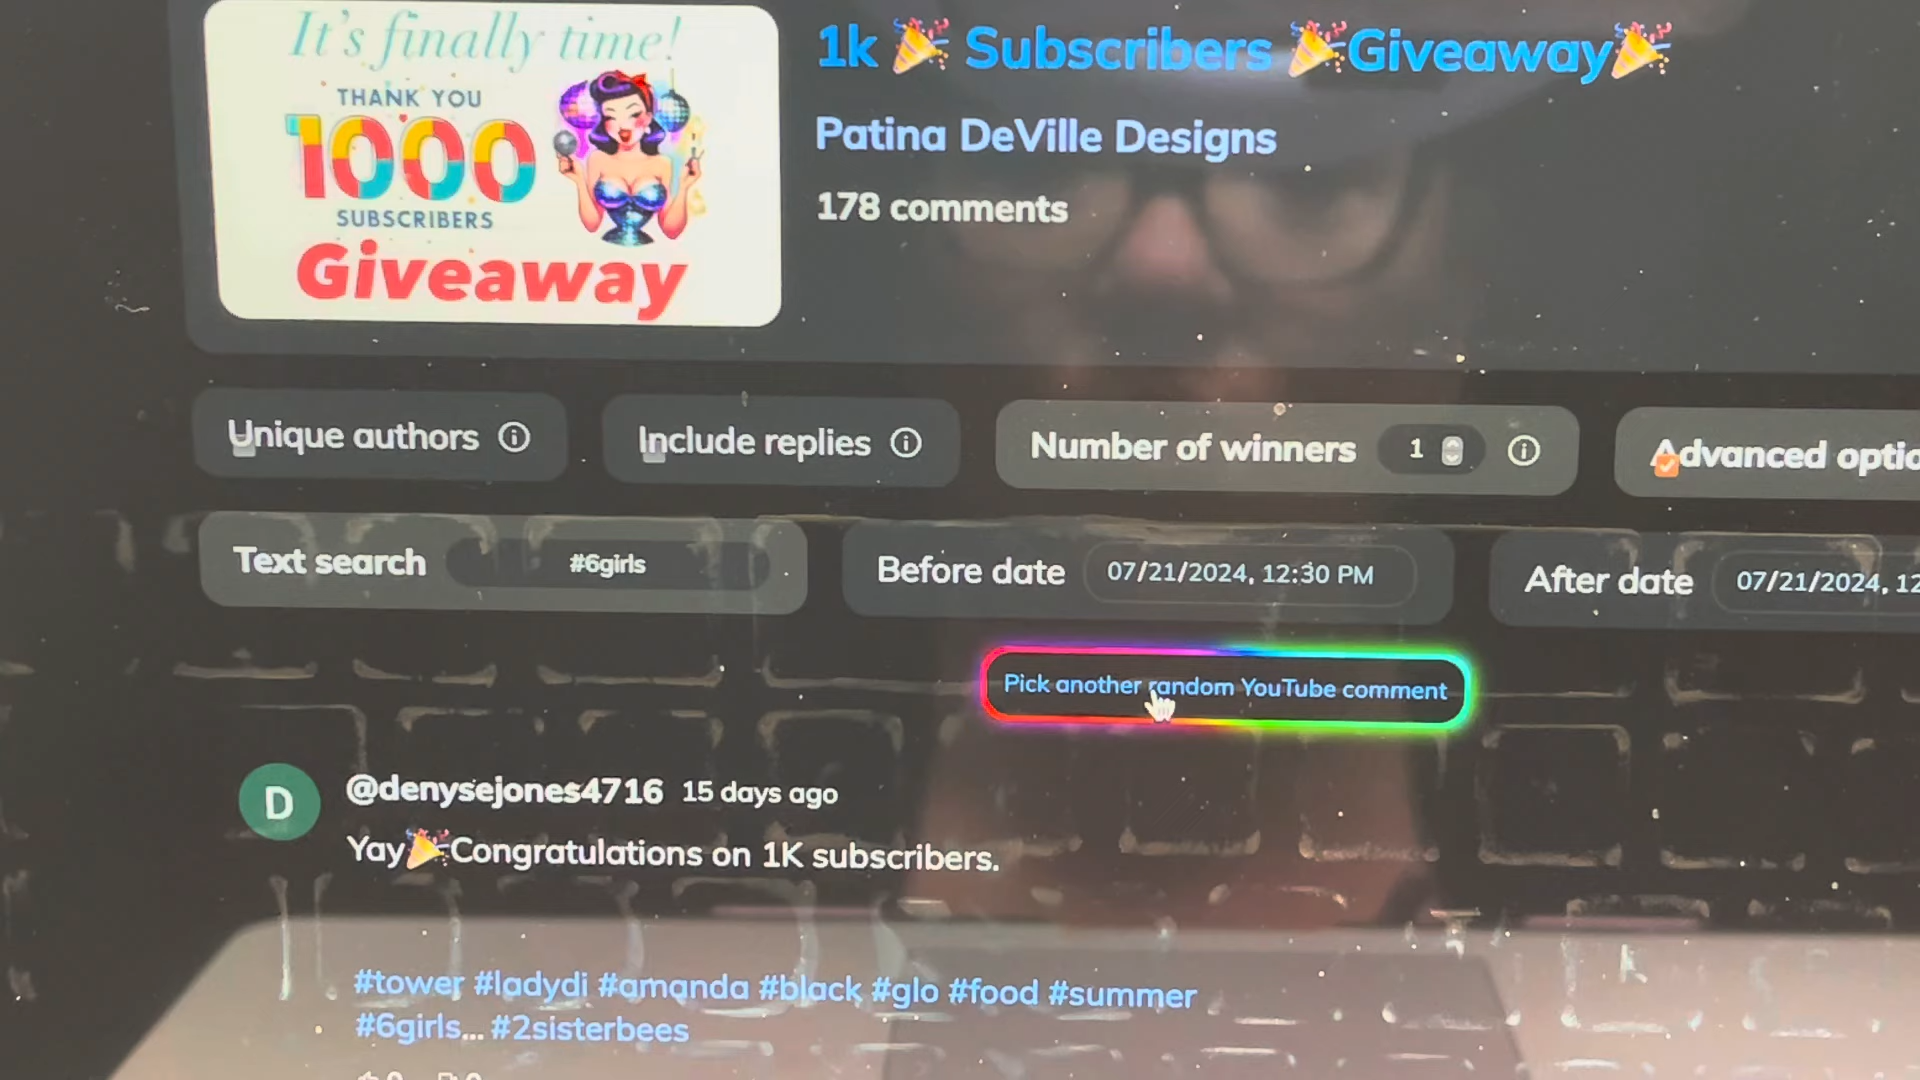 It's finally time!
THANK YOU
1000
SUBSCRIBERS
Giveaway
1k 🎉 Subscribers 🎉Giveaway🎉
Patina DeVille Designs
178 comments
Unique authors
Include replies
Number of winners 1
Advanced optio
Text search #6girls
Before date 07/21/2024, 12:30 PM
After date 07/21/2024, 12
Pick another random YouTube comment
D
@denysejones4716 15 days ago
Yay🎉Congratulations on 1K subscribers.
#tower #ladydi #amanda #black #glo #food #summer
#6girls... #2sisterbees